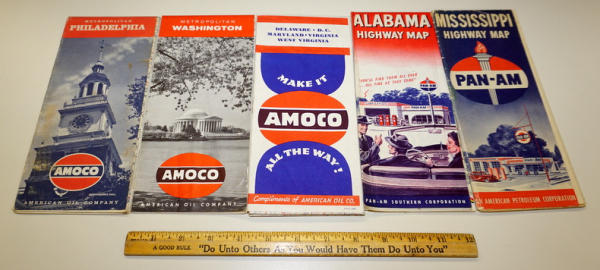 METROPOLITAN
PHILADELPHIA
AMOCO
AMERICAN OIL COMPANY
METROPOLITAN
WASHINGTON
AMOCO
AMERICAN OIL COMPANY
DELAWARE · D. C.
MARYLAND · VIRGINIA
WEST VIRGINIA
MAKE IT
AMOCO
ALL THE WAY!
Compliments of AMERICAN OIL CO.
ALABAMA
HIGHWAY MAP
PAN-AM SOUTHERN CORPORATION
MISSISSIPPI
HIGHWAY MAP
PAN-AM
AMERICAN PETROLEUM CORPORATION
A GOOD RULE "Do Unto Others As You Would Have Them Do Unto You"